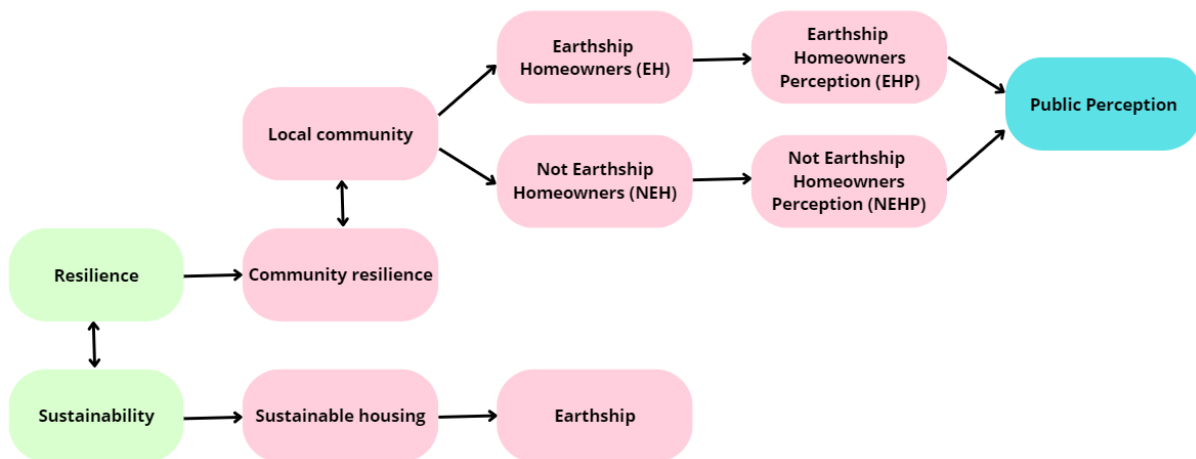 Earthship
Homeowners (EH)
Earthship
Homeowners
Perception (EHP)
Public Perception
Local community
Not Earthship
Homeowners (NEH)
Not Earthship
Homeowners
Perception (NEHP)
Resilience
Community resilience
Sustainability
Sustainable housing
Earthship